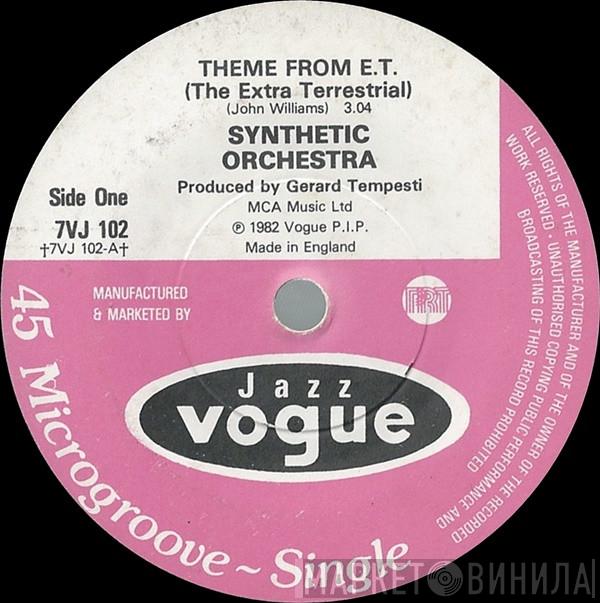 THEME FROM E.T.
(The Extra Terrestrial)
(John Williams) 3.04
SYNTHETIC
ORCHESTRA
Produced by Gerard Tempesti
MCA Music Ltd
℗ 1982 Vogue P.I.P.
Made in England
Side One
7VJ 102
†7VJ 102-A†
MANUFACTURED
& MARKETED BY
PRT
Jazz
vogue
45 Microgroove ~ Single
ALL RIGHTS OF THE MANUFACTURER AND OF THE OWNER OF THE RECORDED
WORK RESERVED · UNAUTHORISED COPYING PUBLIC PERFORMANCE AND
BROADCASTING OF THIS RECORD PROHIBITED
МАРКЕТ ВИНИЛА